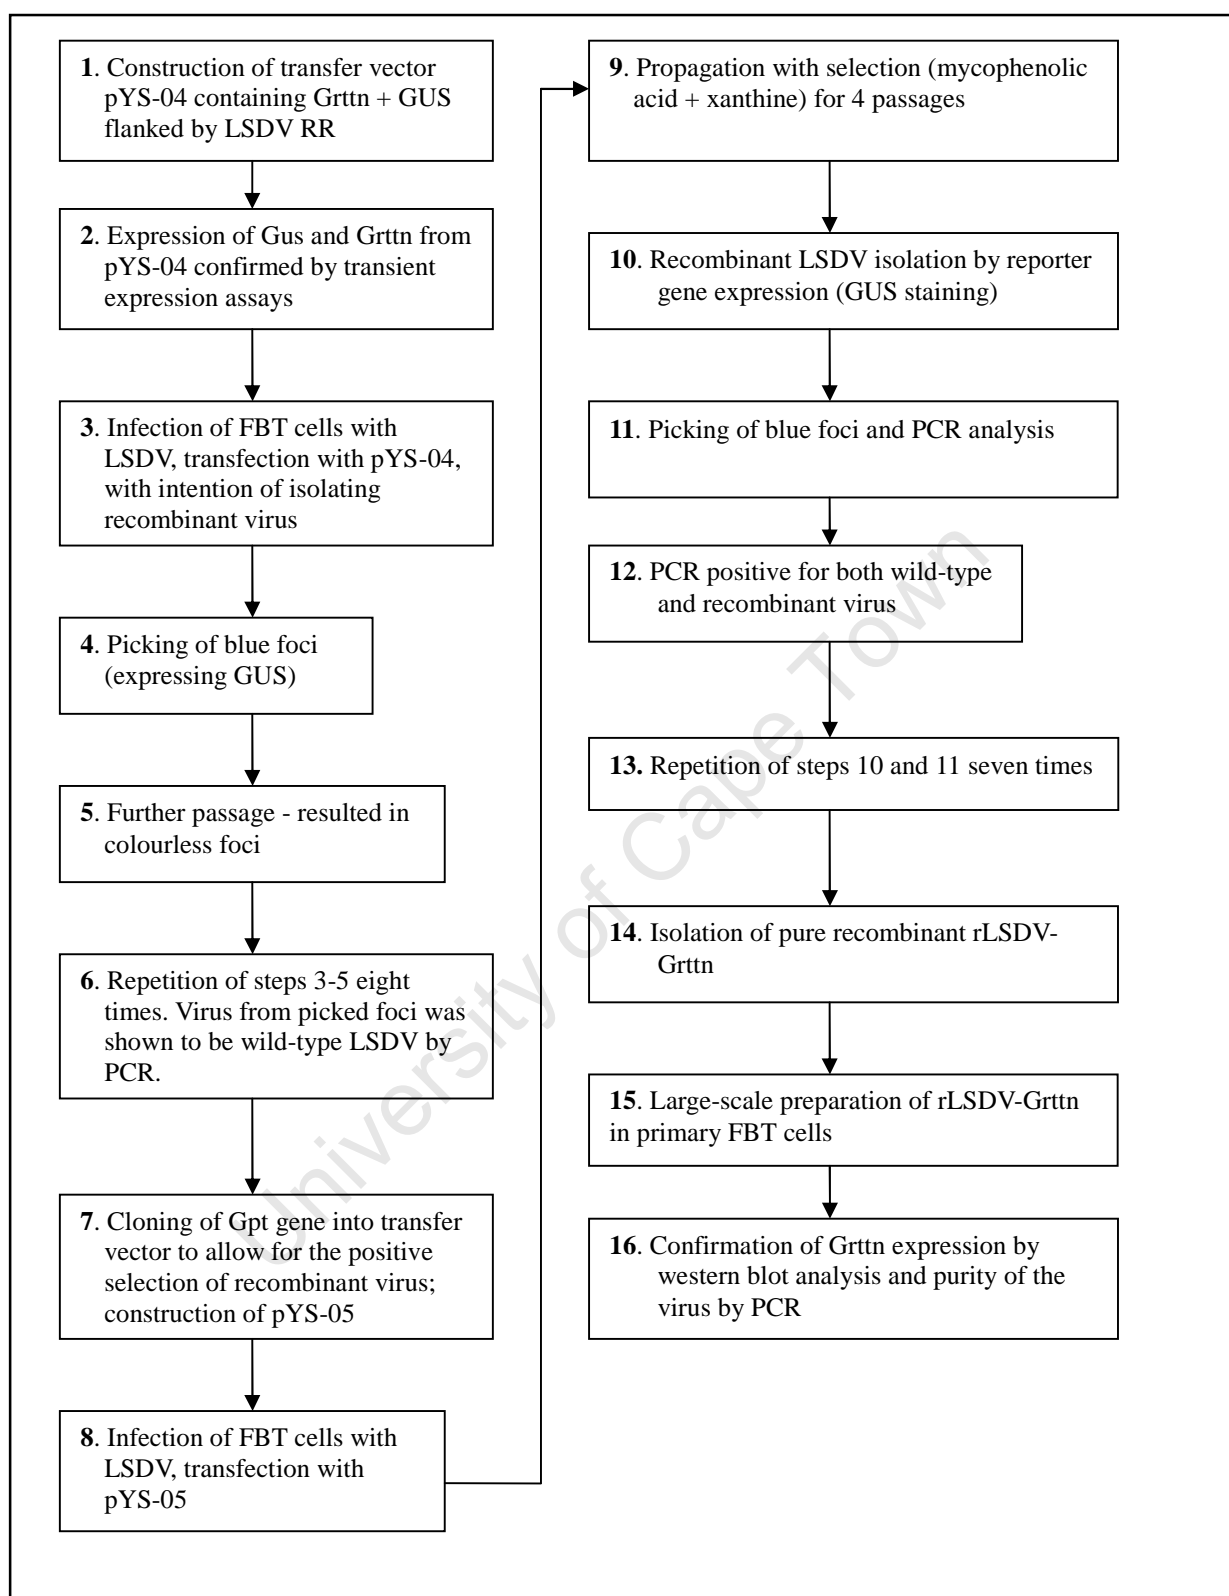 1. Construction of transfer vector
pYS-04 containing Grttn + GUS
flanked by LSDV RR
2. Expression of Gus and Grttn from
pYS-04 confirmed by transient
expression assays
3. Infection of FBT cells with
LSDV, transfection with pYS-04,
with intention of isolating
recombinant virus
4. Picking of blue foci
(expressing GUS)
5. Further passage - resulted in
colourless foci
6. Repetition of steps 3-5 eight
times. Virus from picked foci was
shown to be wild-type LSDV by
PCR.
7. Cloning of Gpt gene into transfer
vector to allow for the positive
selection of recombinant virus;
construction of pYS-05
8. Infection of FBT cells with
LSDV, transfection with
pYS-05
9. Propagation with selection (mycophenolic
acid + xanthine) for 4 passages
10. Recombinant LSDV isolation by reporter
gene expression (GUS staining)
11. Picking of blue foci and PCR analysis
12. PCR positive for both wild-type
and recombinant virus
13. Repetition of steps 10 and 11 seven times
14. Isolation of pure recombinant rLSDV-
Grttn
15. Large-scale preparation of rLSDV-Grttn
in primary FBT cells
16. Confirmation of Grttn expression by
western blot analysis and purity of the
virus by PCR
University of Cape Town